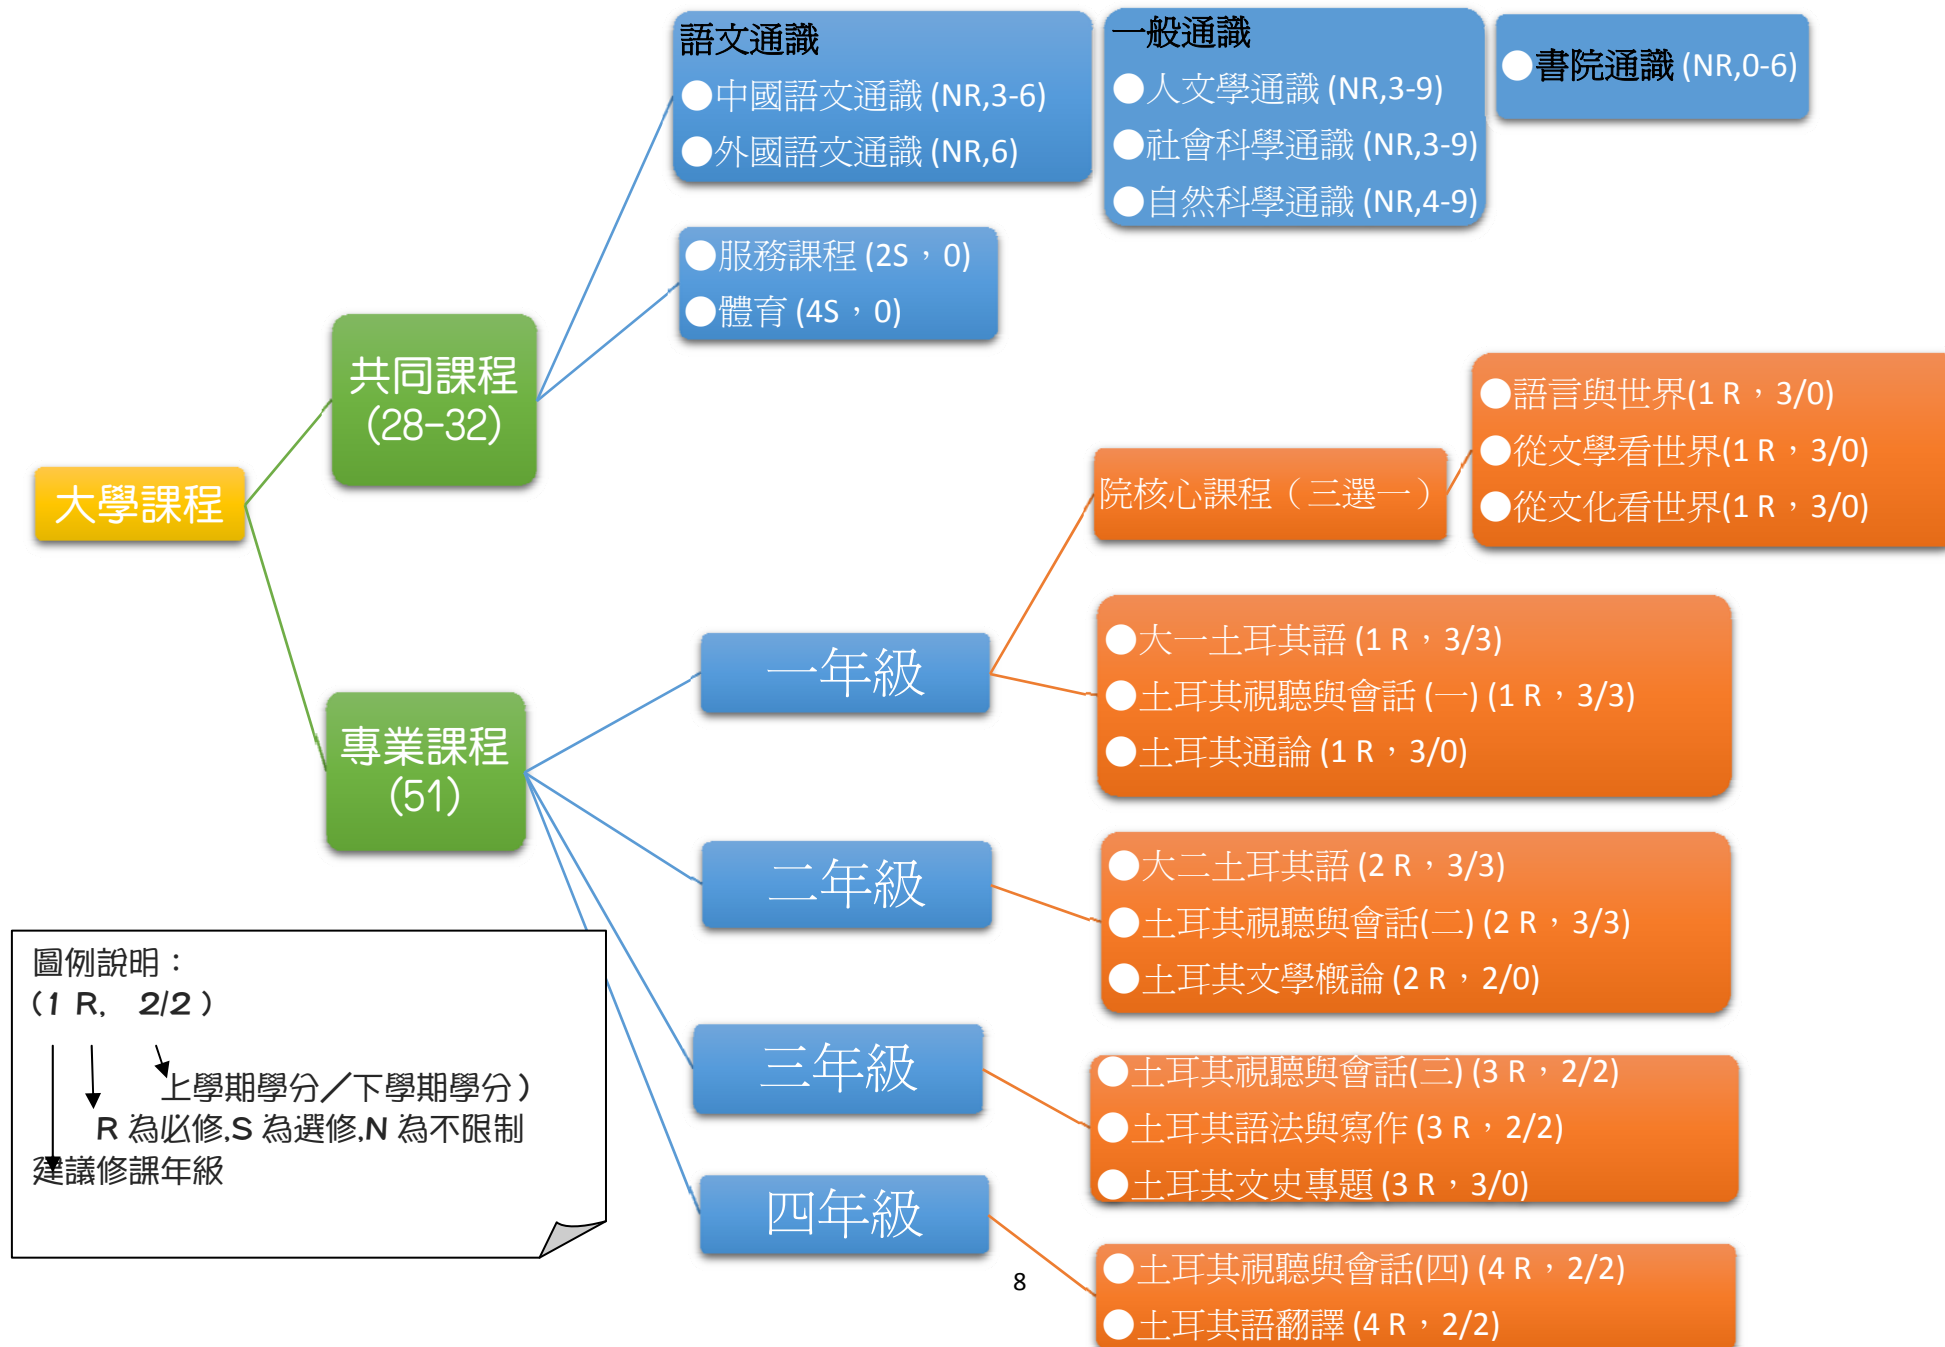 語文通識
●中國語文通識 (NR,3-6)
●外國語文通識 (NR,6)
一般通識
●人文學通識 (NR,3-9)
●社會科學通識 (NR,3-9)
●自然科學通識 (NR,4-9)
●書院通識 (NR,0-6)
●服務課程 (2S，0)
●體育 (4S，0)
共同課程
(28-32)
大學課程
專業課程
(51)
院核心課程（三選一）
●語言與世界(1 R，3/0)
●從文學看世界(1 R，3/0)
●從文化看世界(1 R，3/0)
一年級
●大一土耳其語 (1 R，3/3)
●土耳其視聽與會話 (一) (1 R，3/3)
●土耳其通論 (1 R，3/0)
二年級
●大二土耳其語 (2 R，3/3)
●土耳其視聽與會話(二) (2 R，3/3)
●土耳其文學概論 (2 R，2/0)
三年級
●土耳其視聽與會話(三) (3 R，2/2)
●土耳其語法與寫作 (3 R，2/2)
●土耳其文史專題 (3 R，3/0)
四年級
●土耳其視聽與會話(四) (4 R，2/2)
●土耳其語翻譯 (4 R，2/2)
圖例說明：
(1 R, 2/2 )
上學期學分／下學期學分)
R 為必修,S 為選修,N 為不限制
建議修課年級
8